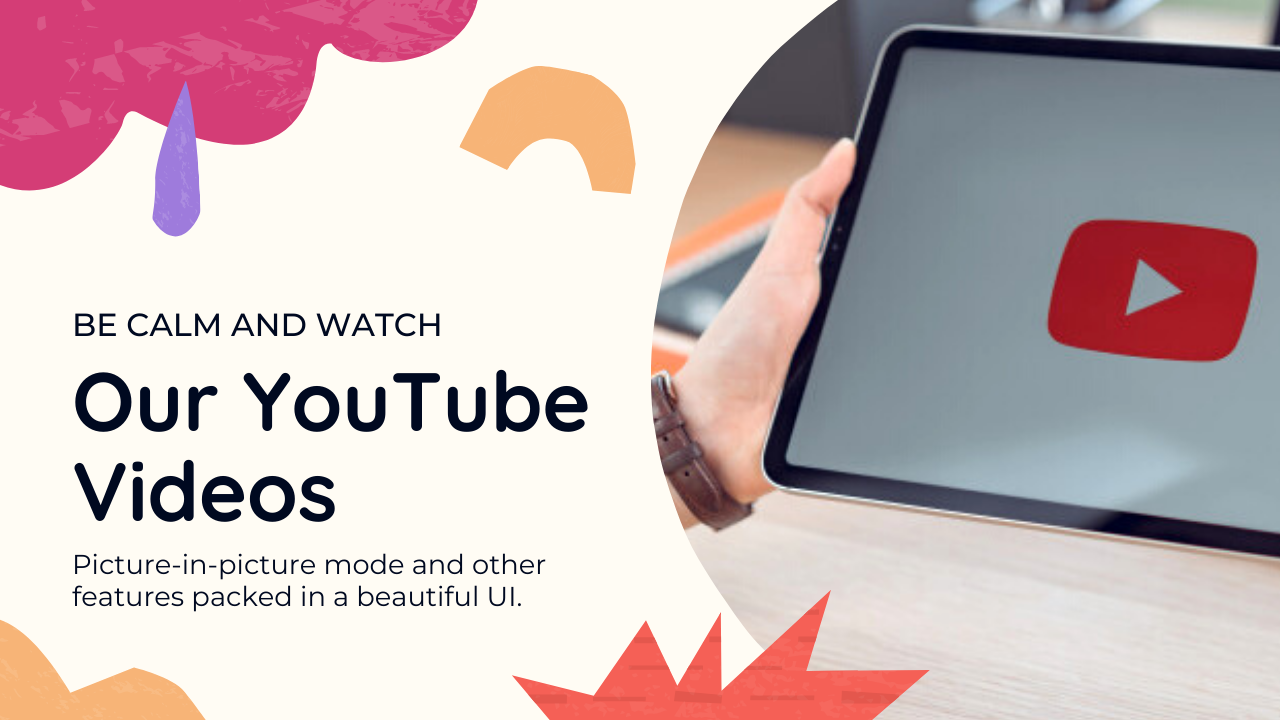 BE CALM AND WATCH
Our YouTube
Videos
Picture-in-picture mode and other
features packed in a beautiful UI.